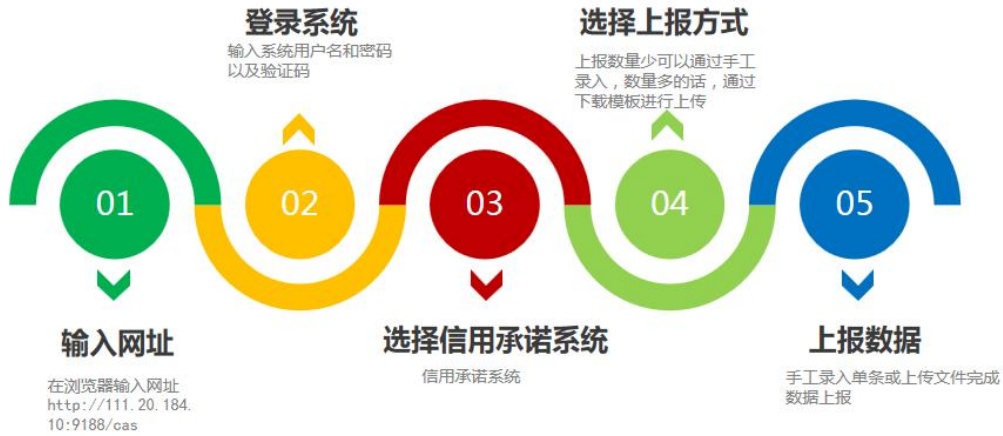 01
输入网址
在浏览器输入网址
http://111.20.184.
10:9188/cas
登录系统
输入系统用户名和密码
以及验证码
02
03
选择信用承诺系统
信用承诺系统
选择上报方式
上报数量少可以通过手工
录入，数量多的话，通过
下载模板进行上传
04
05
上报数据
手工录入单条或上传文件完成
数据上报